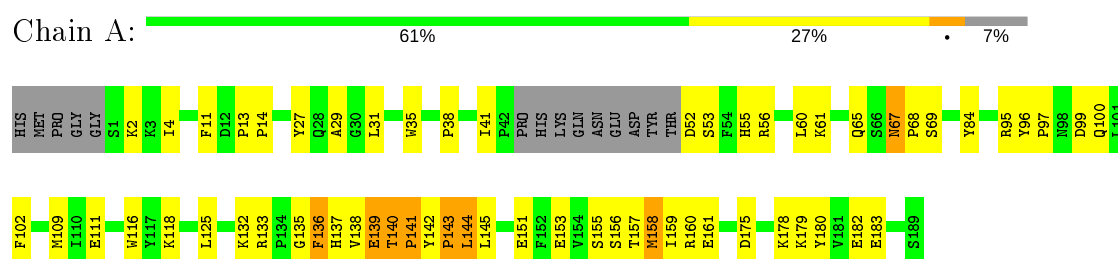 Chain A:
61% 27% • 7%
HIS MET PRO GLY GLY S1 K2 K3 I4 F11 D12 P13 P14 Y27 Q28 A29 G30 L31 W35 P38 I41 P42 PRO HIS LYS GLN ASN GLU ASP TYR THR D52 S53 F54 H55 R56 L60 K61 Q65 S66 N67 P68 S69 Y84 R95 Y96 P97 N98 D99 Q100 I101
F102 M109 I110 E111 W116 Y117 K118 L125 K132 R133 P134 G135 F136 H137 V138 E139 T140 P141 Y142 P143 L144 L145 E151 F152 E153 V154 S155 S156 T157 M158 I159 R160 E161 D175 K178 K179 Y180 V181 E182 E183 S189